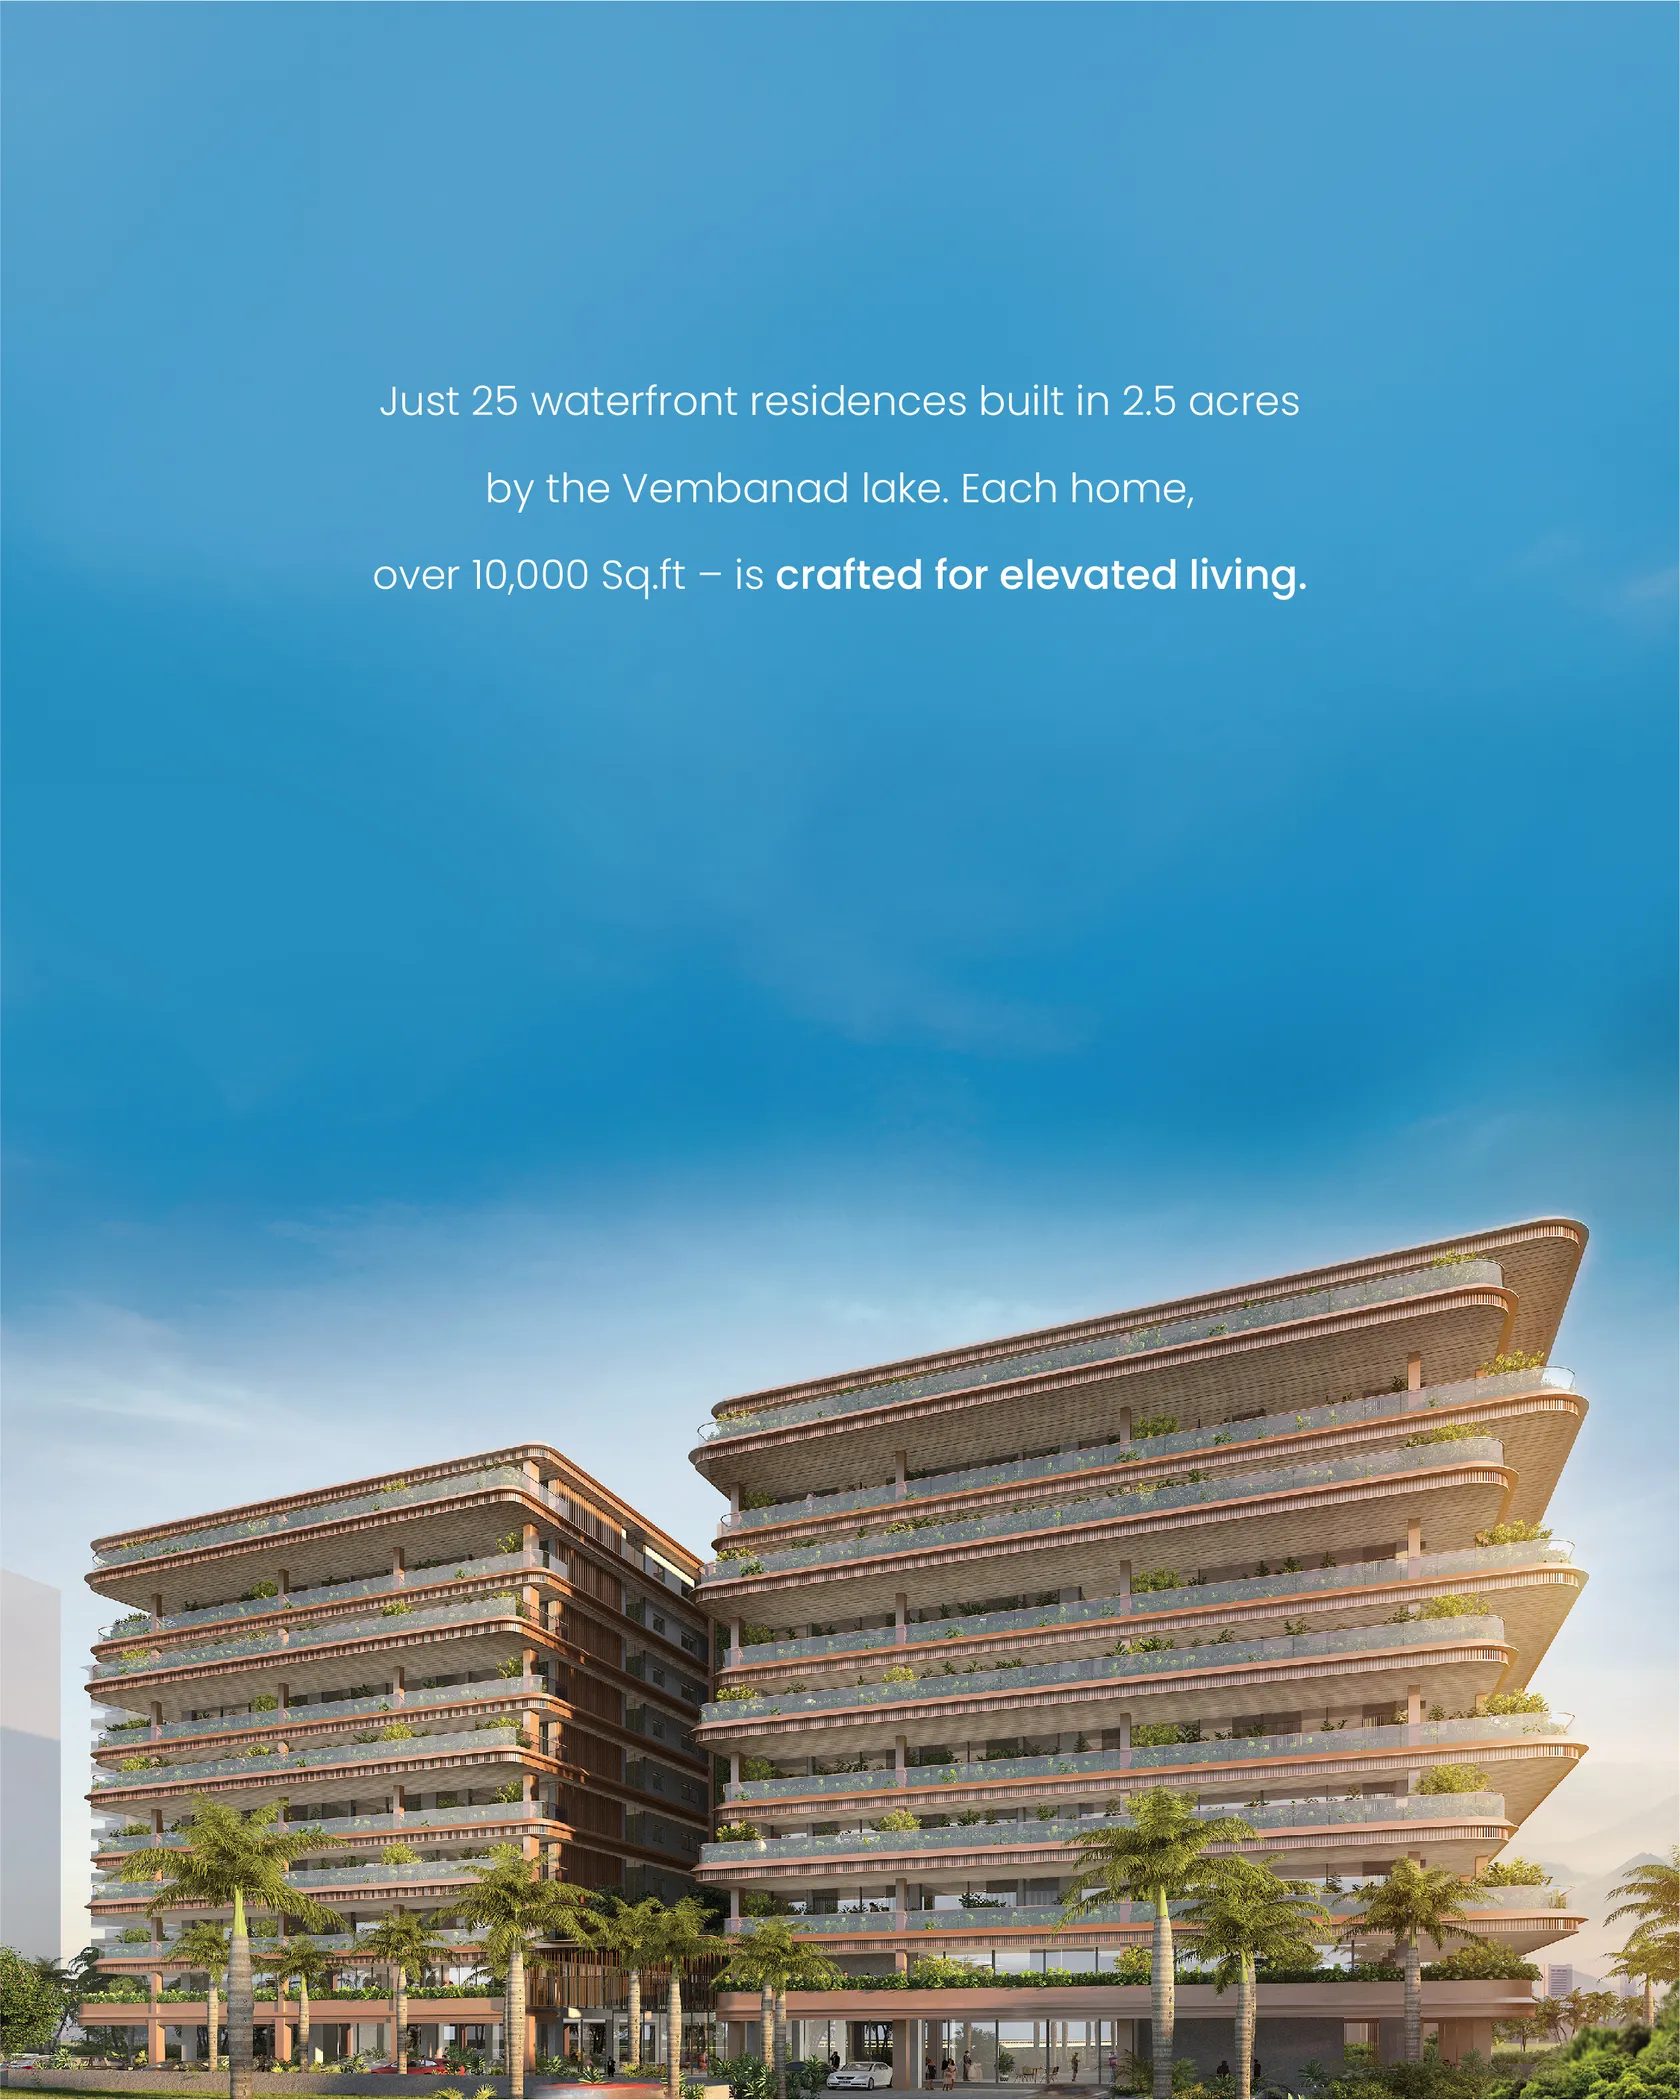 Just 25 waterfront residences built in 2.5 acres
by the Vembanad lake. Each home,
over 10,000 Sq.ft – is crafted for elevated living.